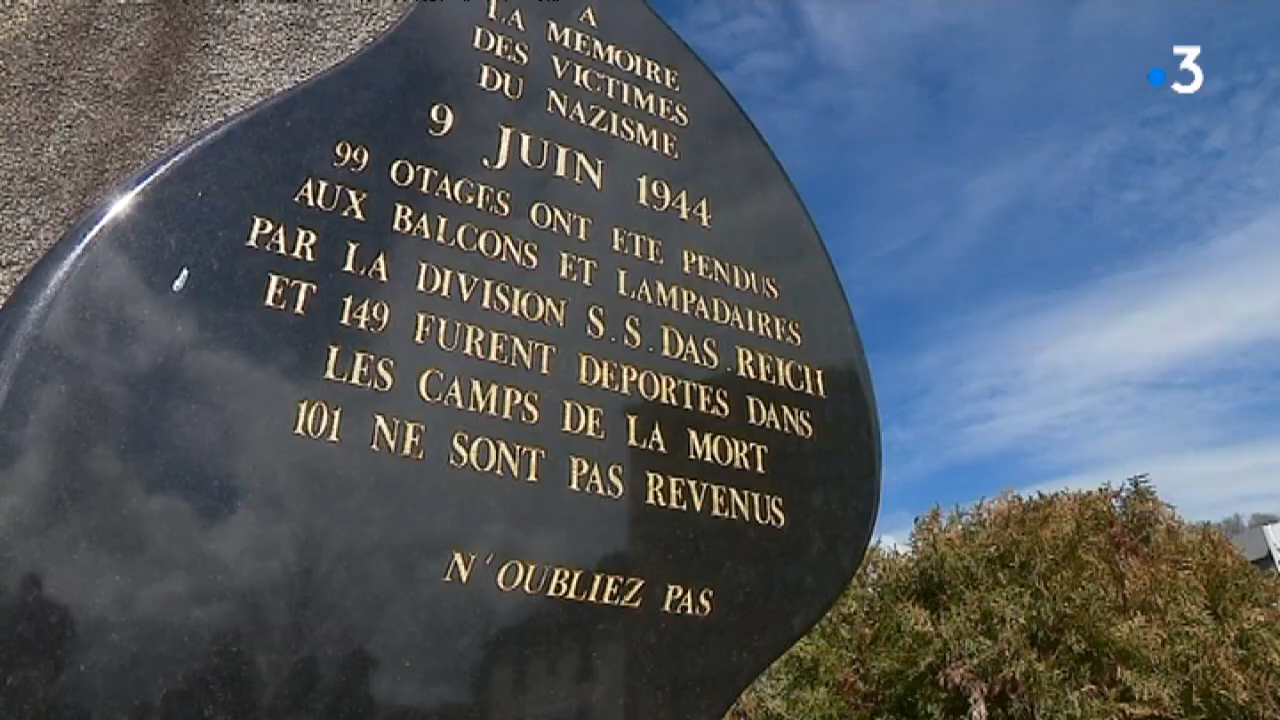 A
LA MEMOIRE
DES VICTIMES
DU NAZISME
9 JUIN 1944
99 OTAGES ONT ETE PENDUS
AUX BALCONS ET LAMPADAIRES
PAR LA DIVISION S.S. DAS.REICH
ET 149 FURENT DEPORTES DANS
LES CAMPS DE LA MORT
101 NE SONT PAS REVENUS
N'OUBLIEZ PAS
3